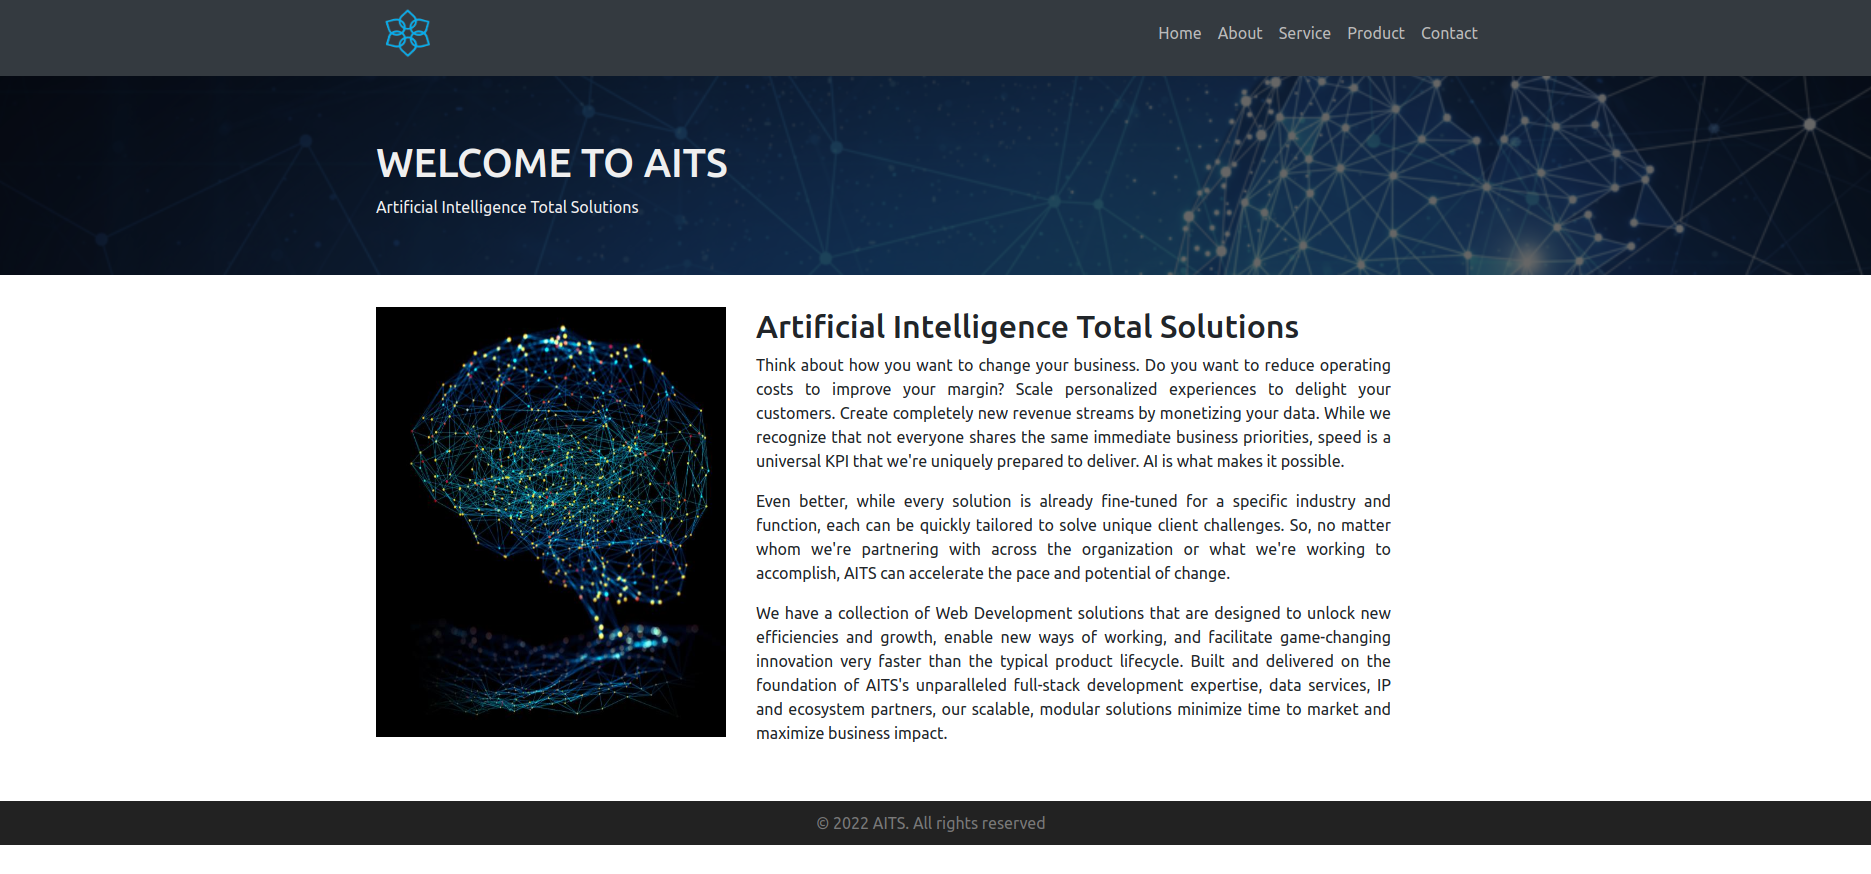 Home About Service Product Contact
WELCOME TO AITS
Artificial Intelligence Total Solutions
Artificial Intelligence Total Solutions
Think about how you want to change your business. Do you want to reduce operating
costs to improve your margin? Scale personalized experiences to delight your
customers. Create completely new revenue streams by monetizing your data. While we
recognize that not everyone shares the same immediate business priorities, speed is a
universal KPI that we're uniquely prepared to deliver. AI is what makes it possible.
Even better, while every solution is already fine-tuned for a specific industry and
function, each can be quickly tailored to solve unique client challenges. So, no matter
whom we're partnering with across the organization or what we're working to
accomplish, AITS can accelerate the pace and potential of change.
We have a collection of Web Development solutions that are designed to unlock new
efficiencies and growth, enable new ways of working, and facilitate game-changing
innovation very faster than the typical product lifecycle. Built and delivered on the
foundation of AITS's unparalleled full-stack development expertise, data services, IP
and ecosystem partners, our scalable, modular solutions minimize time to market and
maximize business impact.
© 2022 AITS. All rights reserved